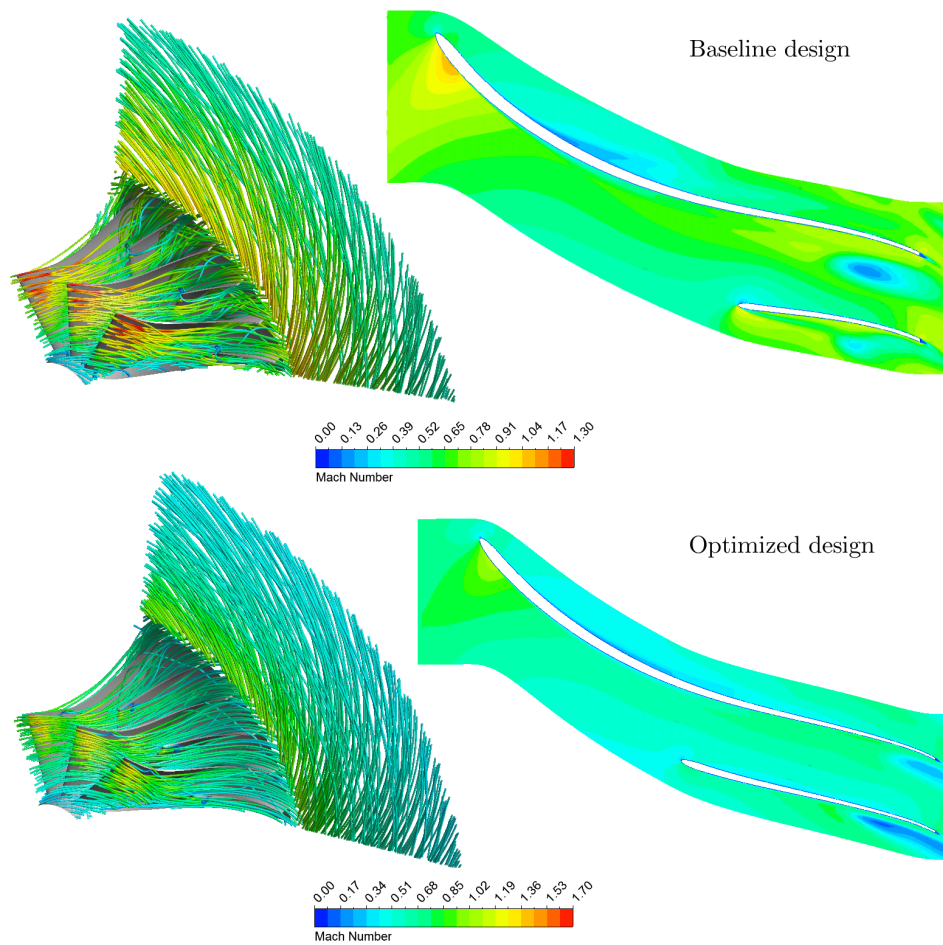 Baseline design
0.00 0.13 0.26 0.39 0.52 0.65 0.78 0.91 1.04 1.17 1.30
Mach Number
Optimized design
0.00 0.17 0.34 0.51 0.68 0.85 1.02 1.19 1.36 1.53 1.70
Mach Number